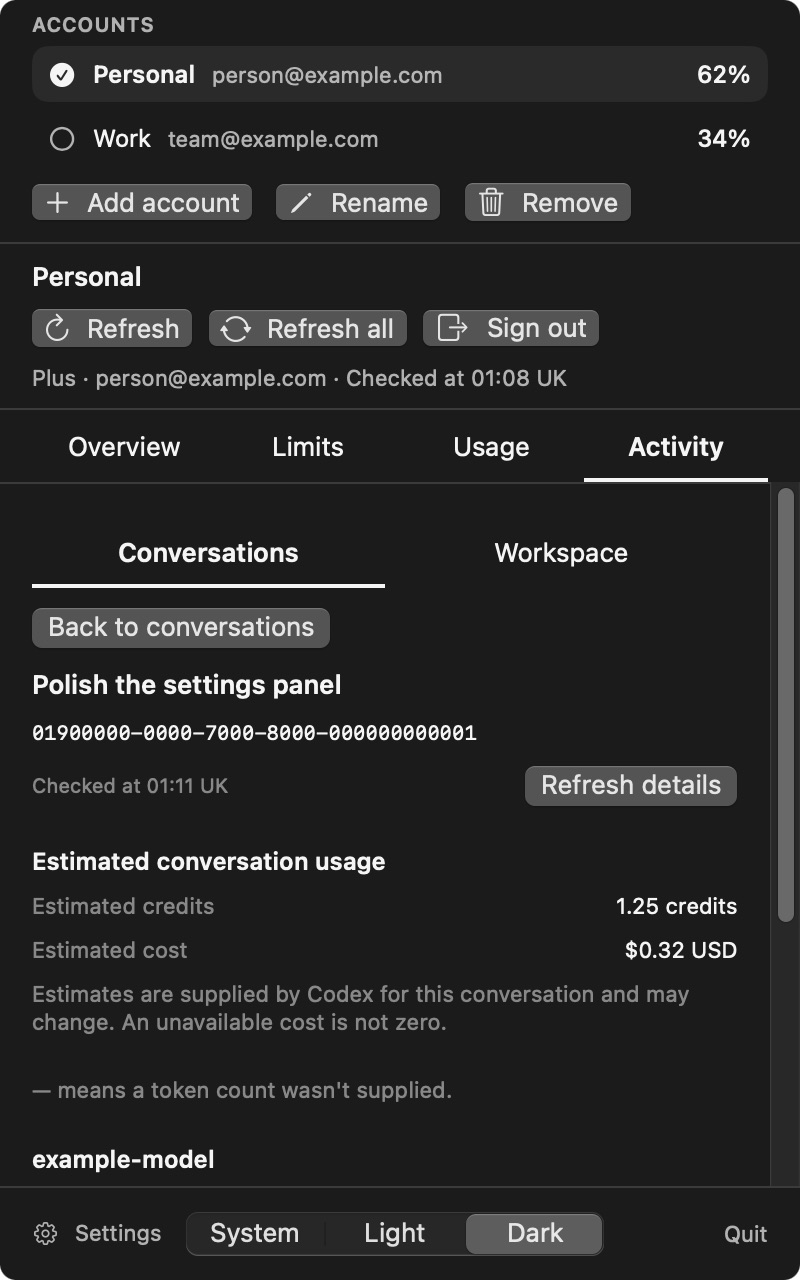 ACCOUNTS
Personal person@example.com 62%
Work team@example.com 34%
Add account Rename Remove
Personal
Refresh Refresh all Sign out
Plus · person@example.com · Checked at 01:08 UK
Overview Limits Usage Activity
Conversations Workspace
Back to conversations
Polish the settings panel
01900000-0000-7000-8000-000000000001
Checked at 01:11 UK Refresh details
Estimated conversation usage
Estimated credits 1.25 credits
Estimated cost $0.32 USD
Estimates are supplied by Codex for this conversation and may
change. An unavailable cost is not zero.
— means a token count wasn't supplied.
example-model
Settings System Light Dark Quit